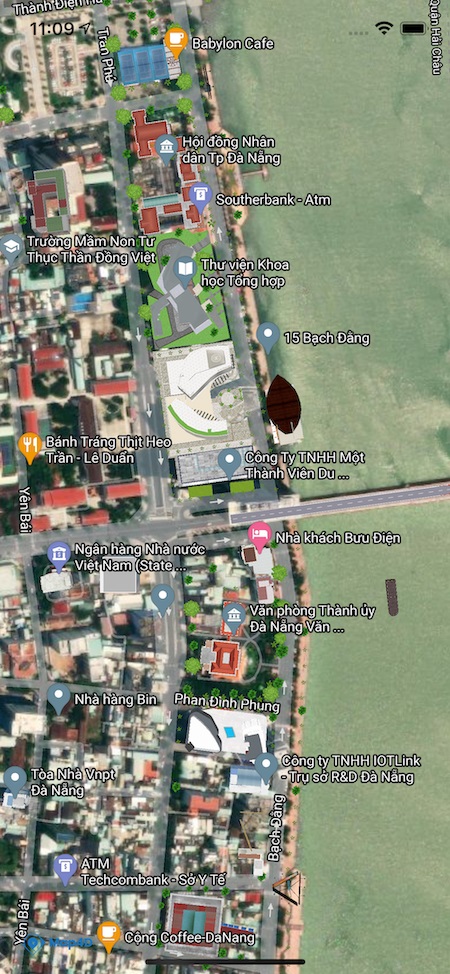 Thành Điện Hải
11:09
Quận Hải Châu
Trần Phú
Babylon Cafe
Hội đồng Nhân
dân Tp Đà Nẵng
Southerbank - Atm
Trường Mầm Non Tư
Thục Thần Đồng Việt
Thư viện Khoa
học Tổng hợp
15 Bạch Đằng
Bánh Tráng Thịt Heo
Trần - Lê Duẩn
Công Ty TNHH Một
Thành Viên Du ...
Yên Bái
Nhà khách Bưu Điện
Ngân hàng Nhà nước
Việt Nam (State ...
Văn phòng Thành ủy
Đà Nẵng Văn ...
Nhà hàng Bin
Phan Đình Phùng
Công ty TNHH IOTLink
- Trụ sở R&D Đà Nẵng
Tòa Nhà Vnpt
Đà Nẵng
Bạch Đằng
ATM
Techcombank - Sở Y Tế
Yên Bái
Cộng Coffee-DaNang